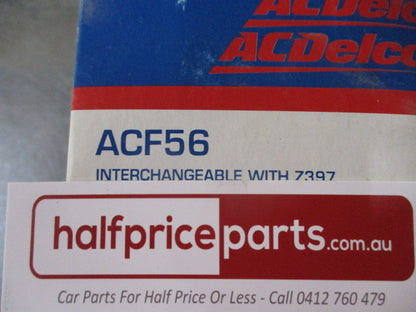 ACDelco
ACDelco
ACF56
INTERCHANGEABLE WITH Z397
halfpriceparts.com.au
Car Parts For Half Price Or Less - Call 0412 760 479